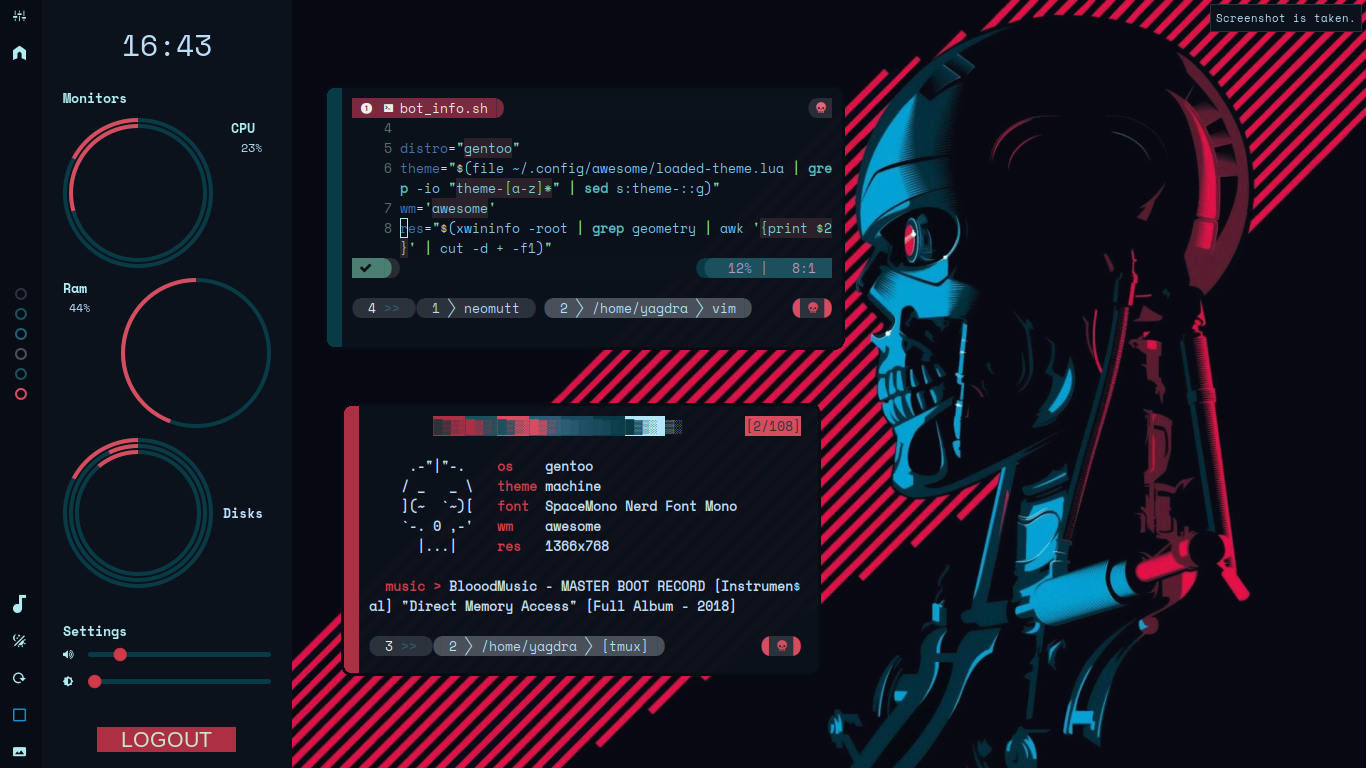 Screenshot is taken.
16:43
Monitors
CPU
23%
Ram
44%
Disks
Settings
LOGOUT
bot_info.sh
4
5 distro="gentoo"
6 theme="$(file ~/.config/awesome/loaded-theme.lua | gre
p -io "theme-[a-z]*" | sed s:theme-::g)"
7 wm='awesome'
8 res="$(xwininfo -root | grep geometry | awk '{print $2
}' | cut -d + -f1)"
12% | 8:1
4 >> 1 neomutt 2 /home/yagdra vim
[2/108]
.-"|"-. os gentoo
/ _ _ \ theme machine
](~ `~)[ font SpaceMono Nerd Font Mono
`-. 0 ,-' wm awesome
|...| res 1366x768
music > BlooodMusic - MASTER BOOT RECORD [Instrumen$
al] "Direct Memory Access" [Full Album - 2018]
3 >> 2 /home/yagdra [tmux]